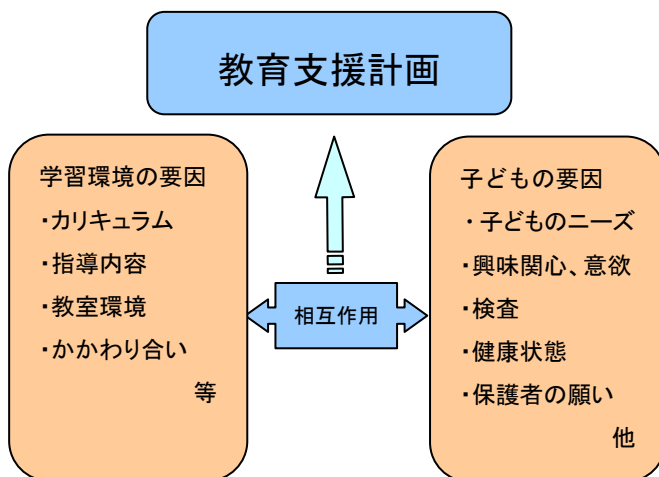 教育支援計画
学習環境の要因
・カリキュラム
・指導内容
・教室環境
・かかわり合い
等
相互作用
子どもの要因
・子どものニーズ
・興味関心、意欲
・検査
・健康状態
・保護者の願い
他